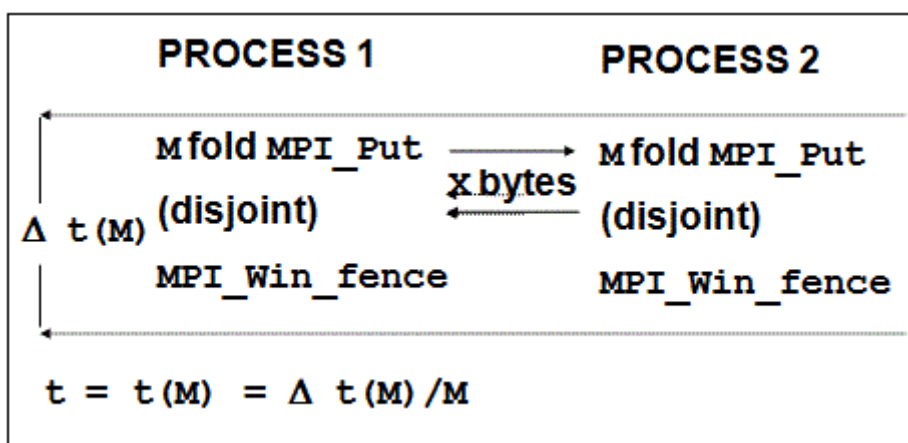 PROCESS 1 PROCESS 2
M fold MPI_Put M fold MPI_Put
X bytes
(disjoint) (disjoint)
Δ t(M)
MPI_Win_fence MPI_Win_fence
t = t(M) = Δ t(M)/M